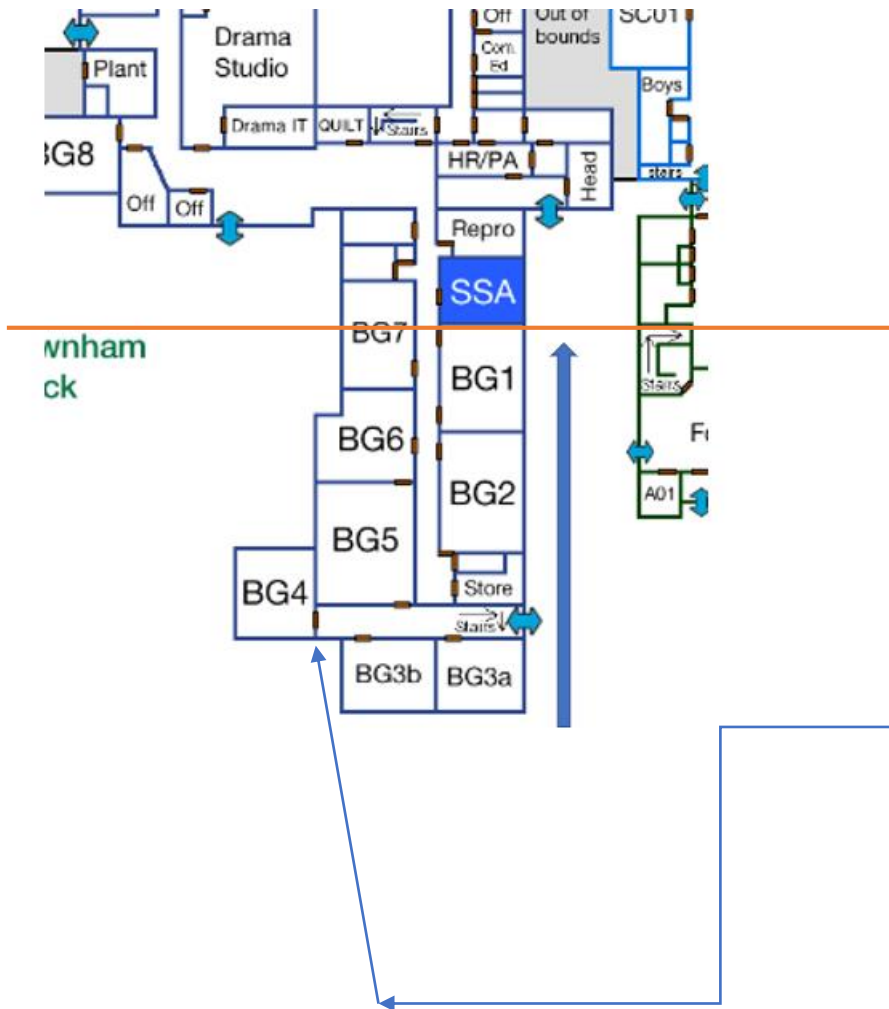 Off
Out of
bounds
SC01
Drama
Studio
Com
Ed
Plant
Boys
Drama IT
QUILT
Stairs
BG8
HR/PA
Head
stairs
Off
Off
Repro
SSA
wnham
ck
BG7
BG1
Stairs
BG6
BG2
A01
BG5
BG4
Store
Stairs
BG3b
BG3a